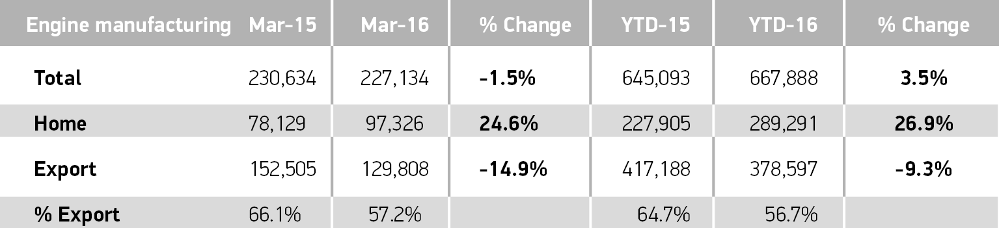 Engine manufacturing Mar-15 Mar-16 % Change YTD-15 YTD-16 % Change
Total 230,634 227,134 -1.5% 645,093 667,888 3.5%
Home 78,129 97,326 24.6% 227,905 289,291 26.9%
Export 152,505 129,808 -14.9% 417,188 378,597 -9.3%
% Export 66.1% 57.2% 64.7% 56.7%